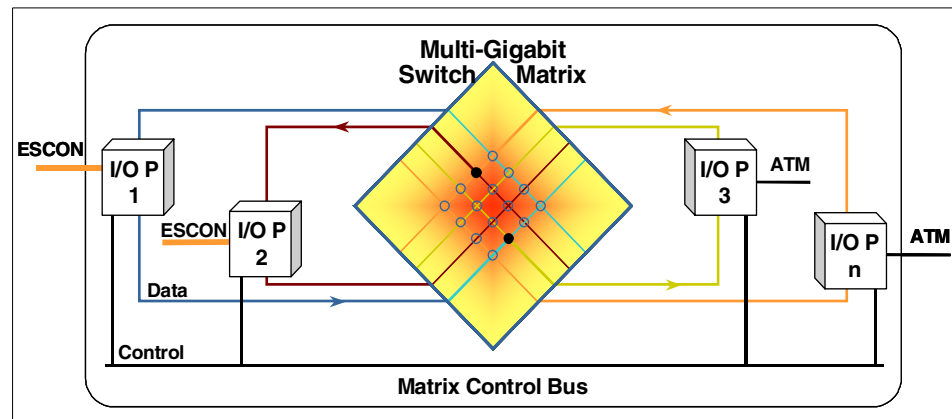 Multi-Gigabit
Switch Matrix
ESCON
I/O P
1
ESCON
I/O P
2
I/O P
3
ATM
I/O P
n
ATM
Data
Control
Matrix Control Bus